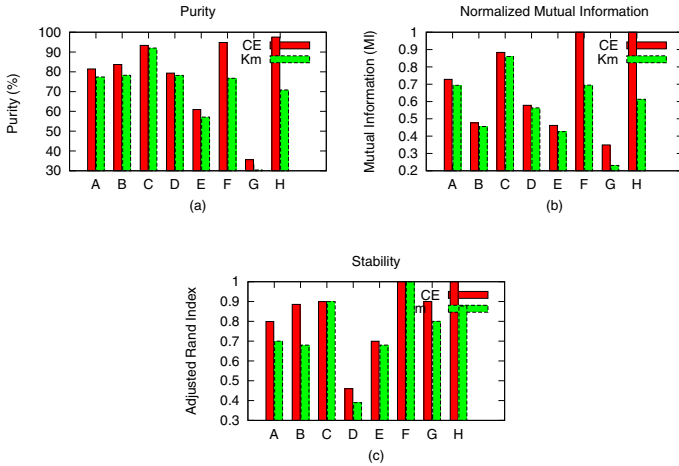 Purity
Purity (%)
100
90
80
70
60
50
40
30
CE
Km
A B C D E F G H
(a)
Normalized Mutual Information
Mutual Information (MI)
1
0.9
0.8
0.7
0.6
0.5
0.4
0.3
0.2
CE
Km
A B C D E F G H
(b)
Stability
Adjusted Rand Index
1
0.9
0.8
0.7
0.6
0.5
0.4
0.3
CE
m
A B C D E F G H
(c)